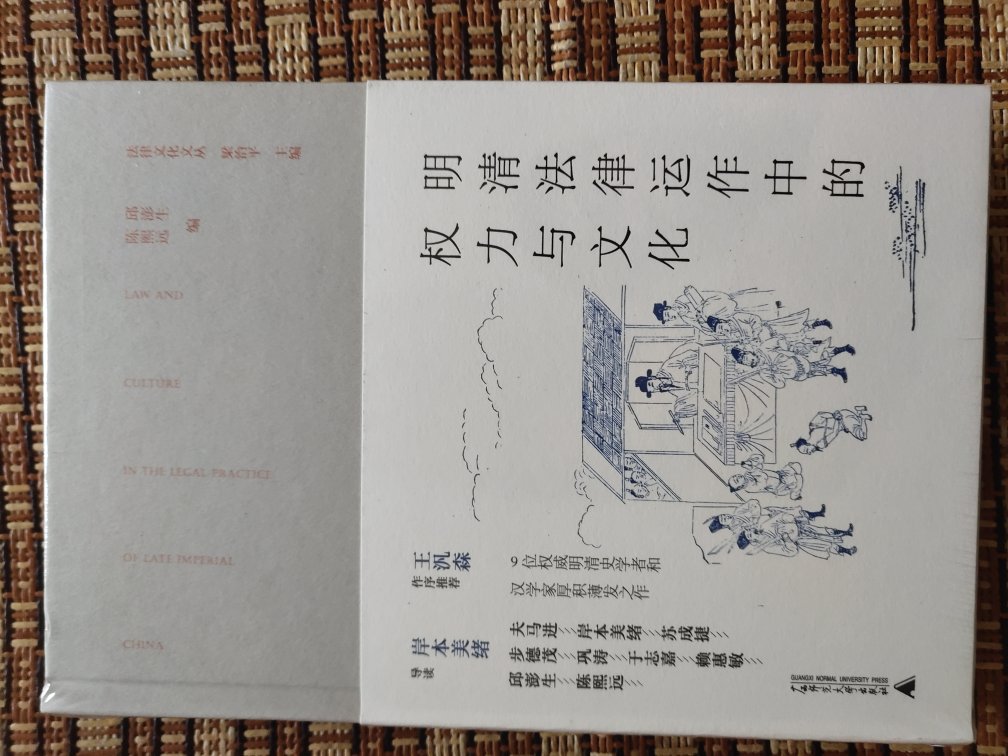 法律文化文丛 梁治平 主编
邱澎生
陈熙远
编
LAW AND
CULTURE
IN THE LEGAL PRACTICE
OF LATE IMPERIAL
CHINA
明清法律运作中的
权力与文化
王汎森
作序推荐
9位权威明清史学者和
汉学家厚积薄发之作
岸本美绪
导读
夫马进//岸本美绪//苏成捷//
步德茂//巩涛//于志嘉//赖惠敏//
邱澎生//陈熙远//
GUANGXI NORMAL UNIVERSITY PRESS
广西师范大学出版社